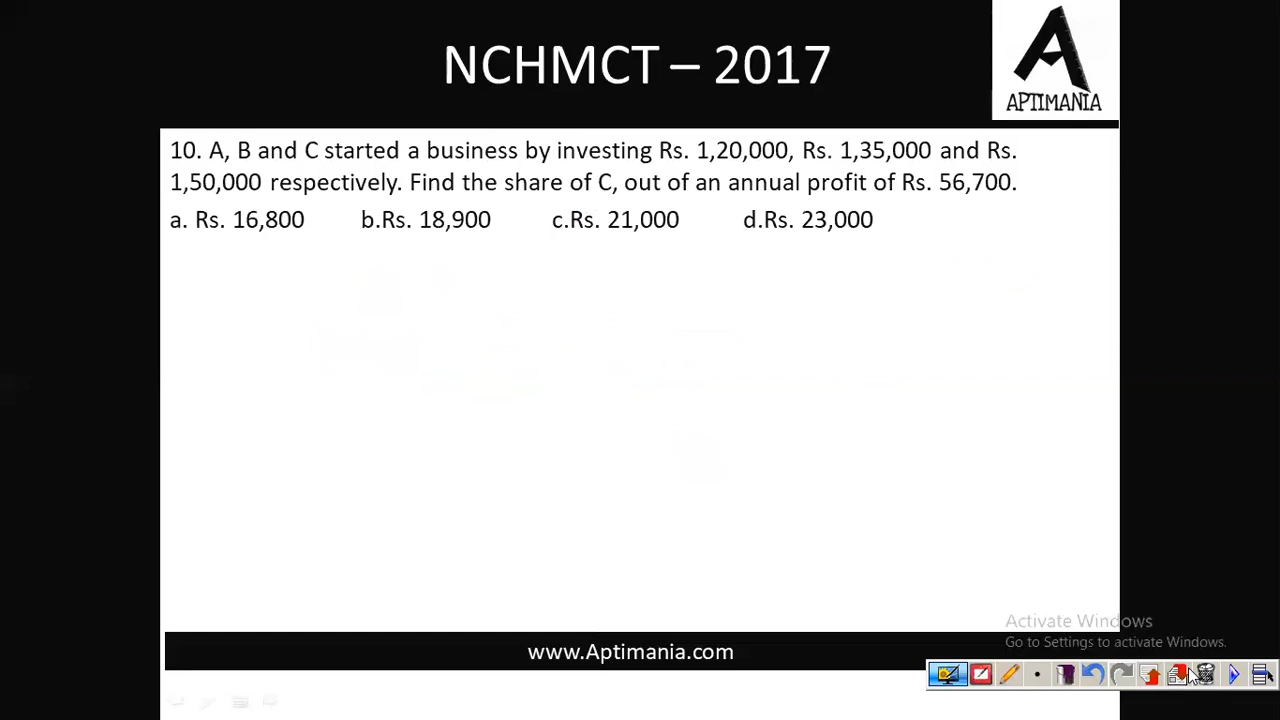 NCHMCT – 2017
APTIMANIA
10. A, B and C started a business by investing Rs. 1,20,000, Rs. 1,35,000 and Rs.
1,50,000 respectively. Find the share of C, out of an annual profit of Rs. 56,700.
a. Rs. 16,800 b.Rs. 18,900 c.Rs. 21,000 d.Rs. 23,000
Activate Windows
Go to Settings to activate Windows.
www.Aptimania.com